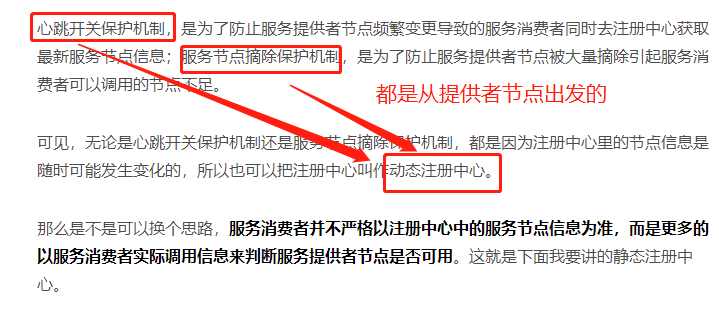 心跳开关保护机制，是为了防止服务提供者节点频繁变更导致的服务消费者同时去注册中心获取
最新服务节点信息；服务节点摘除保护机制，是为了防止服务提供者节点被大量摘除引起服务消
费者可以调用的节点不足。
都是从提供者节点出发的
可见，无论是心跳开关保护机制还是服务节点摘除保护机制，都是因为注册中心里的节点信息是
随时可能发生变化的，所以也可以把注册中心叫作动态注册中心。
那么是不是可以换个思路，服务消费者并不严格以注册中心中的服务节点信息为准，而是更多的
以服务消费者实际调用信息来判断服务提供者节点是否可用。这就是下面我要讲的静态注册中
心。